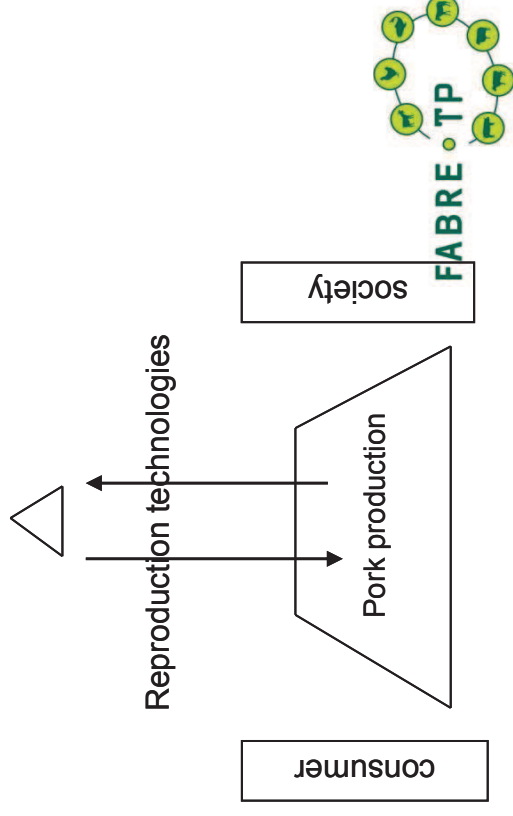 Reproduction technologies
consumer
Pork production
society
FABRE • TP